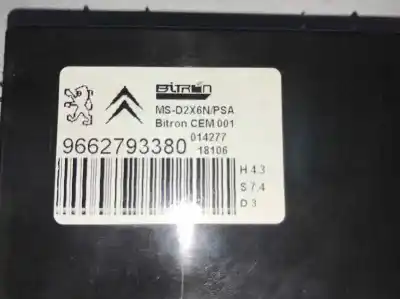 BITRON
MS-D2X6N/PSA
Bitron CEM 001
014277
9662793380 18106
H 4.3
S 7.4
D 3